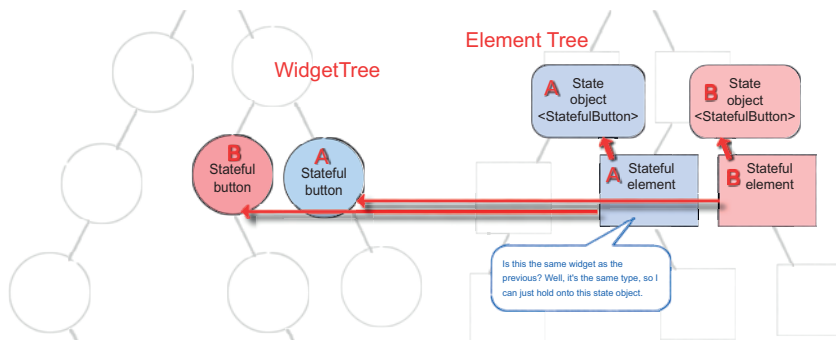 WidgetTree
Element Tree
A State
object
<StatefulButton>
B State
object
<StatefulButton>
B
Stateful
button
A
Stateful
button
A Stateful
element
B Stateful
element
Is this the same widget as the
previous? Well, it's the same type, so I
can just hold onto this state object.